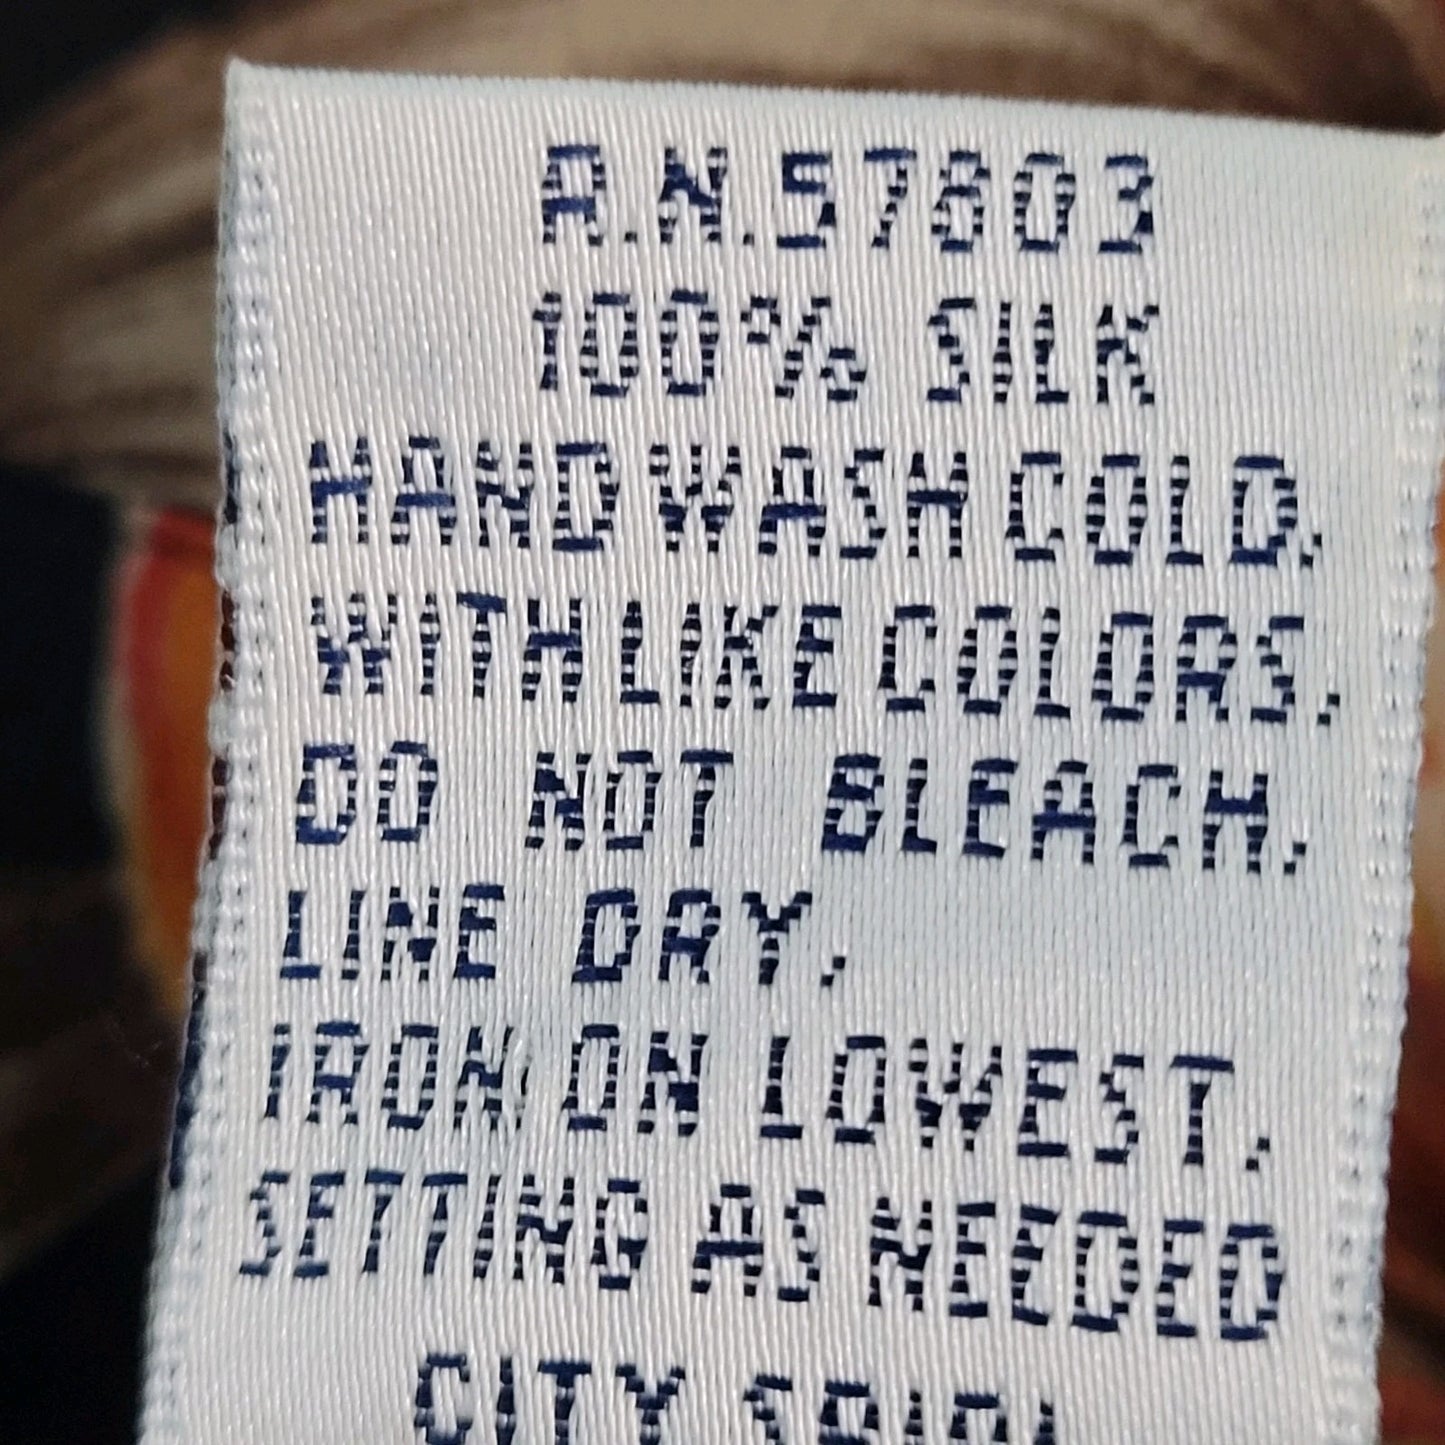 R.N.57803
100% SILK
HAND WASH COLD,
WITH LIKE COLORS,
DO NOT BLEACH,
LINE DRY,
IRON, ON LOWEST,
SETTING AS NEEDED
CITY